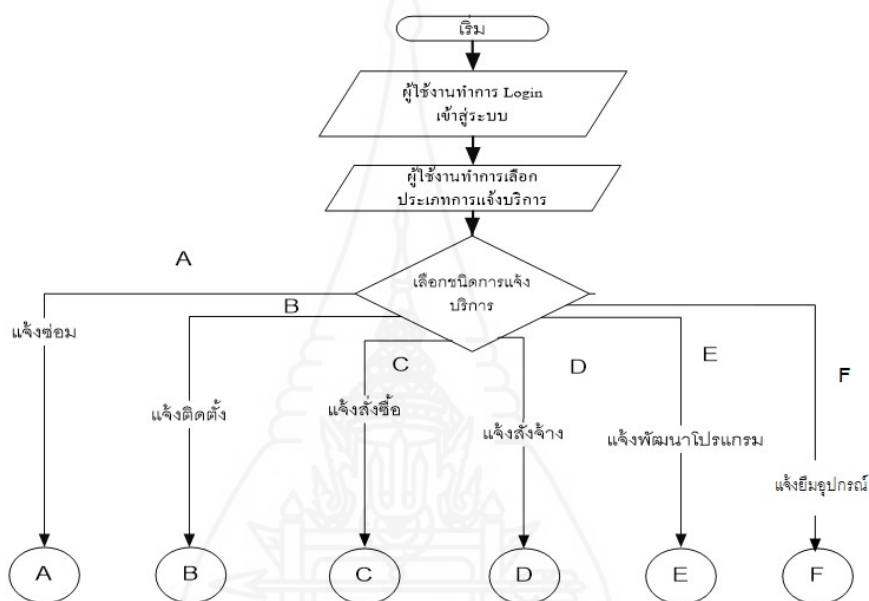 เริ่ม
ผู้ใช้งานทำการ Login
เข้าสู่ระบบ
ผู้ใช้งานทำการเลือก
ประเภทการแจ้งบริการ
เลือกชนิดการแจ้ง
บริการ
A
B
C
D
E
F
แจ้งซ่อม
แจ้งติดตั้ง
แจ้งสั่งซื้อ
แจ้งสั่งจ้าง
แจ้งพัฒนาโปรแกรม
แจ้งยืมอุปกรณ์
A
B
C
D
E
F